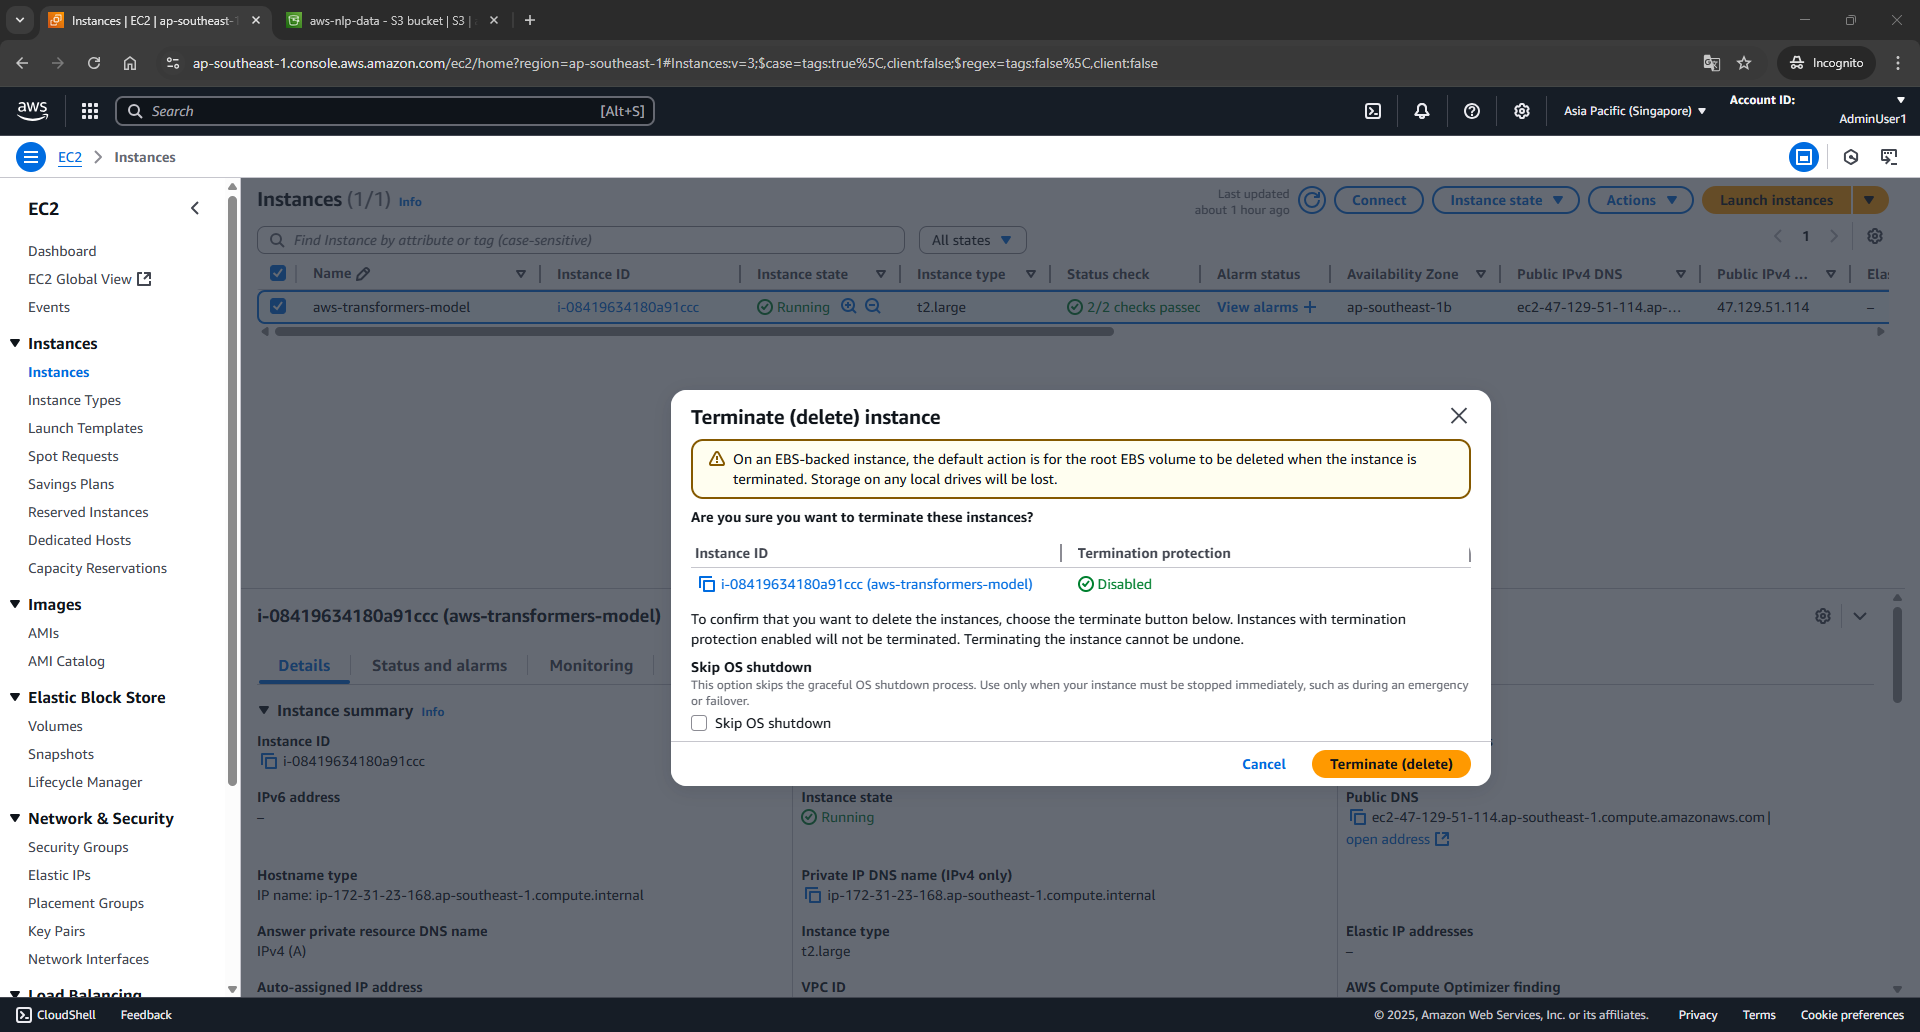 Instances | EC2 | ap-southeast-1
aws-nlp-data - S3 bucket | S3 |
ap-southeast-1.console.aws.amazon.com/ec2/home?region=ap-southeast-1#Instances:v=3;$case=tags:true%5C,client:false;$regex=tags:false%5C,client:false
Incognito
aws
Search
[Alt+S]
Asia Pacific (Singapore)
Account ID:
AdminUser1
EC2
Instances
EC2
Dashboard
EC2 Global View
Events
Instances
Instances
Instance Types
Launch Templates
Spot Requests
Savings Plans
Reserved Instances
Dedicated Hosts
Capacity Reservations
Images
AMIs
AMI Catalog
Elastic Block Store
Volumes
Snapshots
Lifecycle Manager
Network & Security
Security Groups
Elastic IPs
Placement Groups
Key Pairs
Network Interfaces
Load Balancing
Instances (1/1) Info
Last updated
about 1 hour ago
Connect
Instance state
Actions
Launch instances
Find Instance by attribute or tag (case-sensitive)
All states
1
Name
Instance ID
Instance state
Instance type
Status check
Alarm status
Availability Zone
Public IPv4 DNS
Public IPv4 ...
Elas
aws-transformers-model
i-08419634180a91ccc
Running
t2.large
2/2 checks passec
View alarms
ap-southeast-1b
ec2-47-129-51-114.ap-...
47.129.51.114
–
Terminate (delete) instance
On an EBS-backed instance, the default action is for the root EBS volume to be deleted when the instance is
terminated. Storage on any local drives will be lost.
Are you sure you want to terminate these instances?
Instance ID
Termination protection
i-08419634180a91ccc (aws-transformers-model)
Disabled
To confirm that you want to delete the instances, choose the terminate button below. Instances with termination
protection enabled will not be terminated. Terminating the instance cannot be undone.
Skip OS shutdown
This option skips the graceful OS shutdown process. Use only when your instance must be stopped immediately, such as during an emergency
or failover.
Skip OS shutdown
Cancel
Terminate (delete)
i-08419634180a91ccc (aws-transformers-model)
Details
Status and alarms
Monitoring
Instance summary Info
Instance ID
i-08419634180a91ccc
IPv6 address
–
Instance state
Running
Public DNS
ec2-47-129-51-114.ap-southeast-1.compute.amazonaws.com |
open address
Hostname type
IP name: ip-172-31-23-168.ap-southeast-1.compute.internal
Private IP DNS name (IPv4 only)
ip-172-31-23-168.ap-southeast-1.compute.internal
Answer private resource DNS name
IPv4 (A)
Instance type
t2.large
Elastic IP addresses
–
Auto-assigned IP address
VPC ID
AWS Compute Optimizer finding
CloudShell
Feedback
© 2025, Amazon Web Services, Inc. or its affiliates.
Privacy
Terms
Cookie preferences